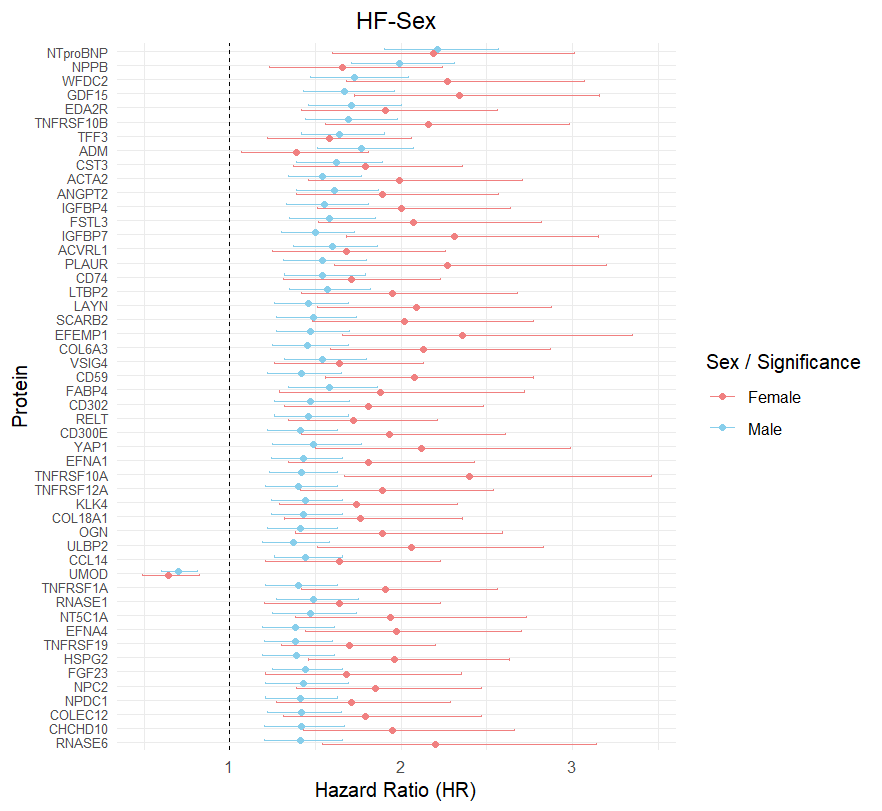 HF-Sex
Protein
NTproBNP
NPPB
WFDC2
GDF15
EDA2R
TNFRSF10B
TFF3
ADM
CST3
ACTA2
ANGPT2
IGFBP4
FSTL3
IGFBP7
ACVRL1
PLAUR
CD74
LTBP2
LAYN
SCARB2
EFEMP1
COL6A3
VSIG4
CD59
FABP4
CD302
RELT
CD300E
YAP1
EFNA1
TNFRSF10A
TNFRSF12A
KLK4
COL18A1
OGN
ULBP2
CCL14
UMOD
TNFRSF1A
RNASE1
NT5C1A
EFNA4
TNFRSF19
HSPG2
FGF23
NPC2
NPDC1
COLEC12
CHCHD10
RNASE6
1 2 3
Hazard Ratio (HR)
Sex / Significance
Female
Male